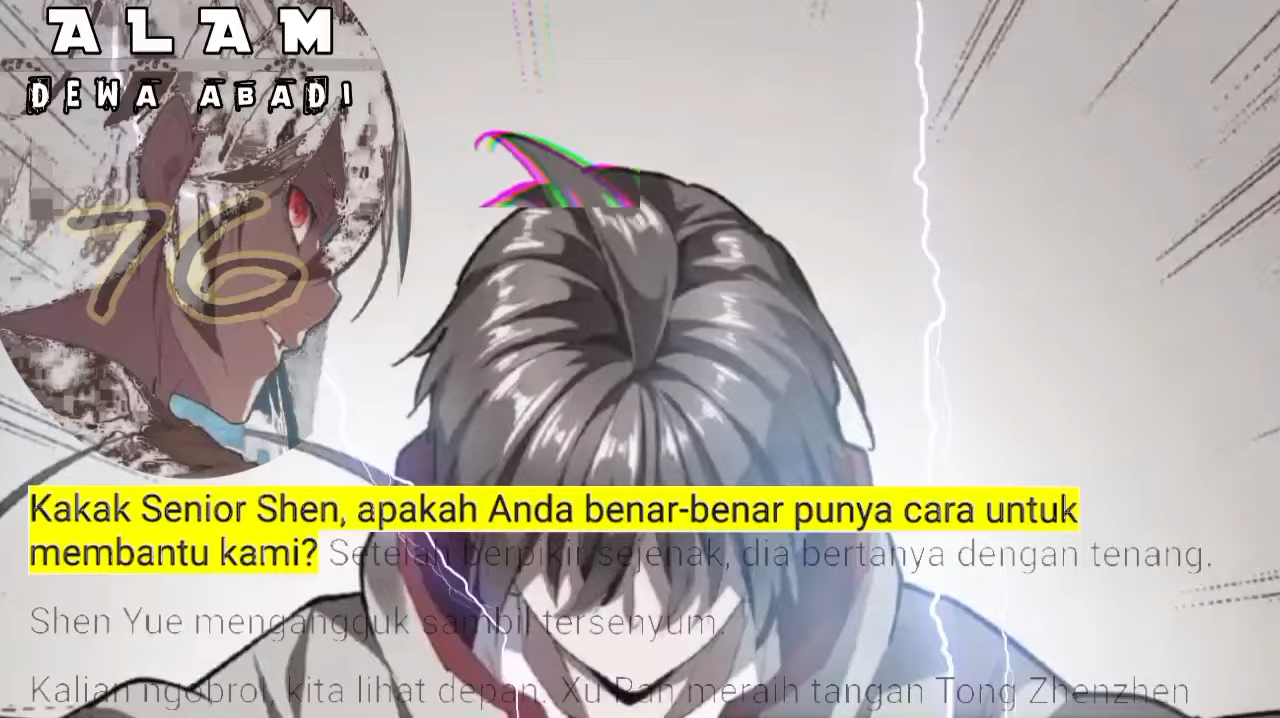 ALAM
DEWA ABADI
76
Kakak Senior Shen, apakah Anda benar-benar punya cara untuk
membantu kami? Setelah berpikir sejenak, dia bertanya dengan tenang.
Shen Yue mengangguk sambil tersenyum.
Kalian ngobrol, kita lihat depan. Xu Ran meraih tangan Tong Zhenzhen